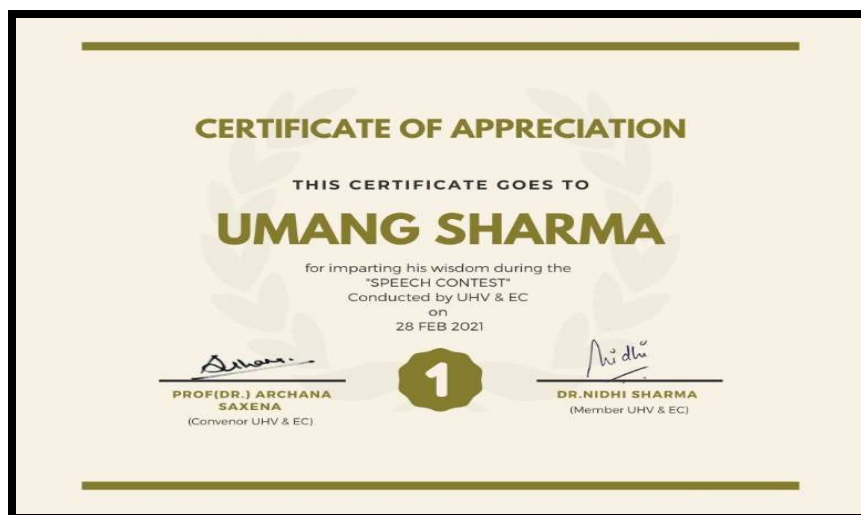 CERTIFICATE OF APPRECIATION
THIS CERTIFICATE GOES TO
UMANG SHARMA
for imparting his wisdom during the
"SPEECH CONTEST"
Conducted by UHV & EC
on
28 FEB 2021
Nidhi
1
PROF(DR.) ARCHANA
SAXENA
(Convenor UHV & EC)
DR.NIDHI SHARMA
(Member UHV & EC)